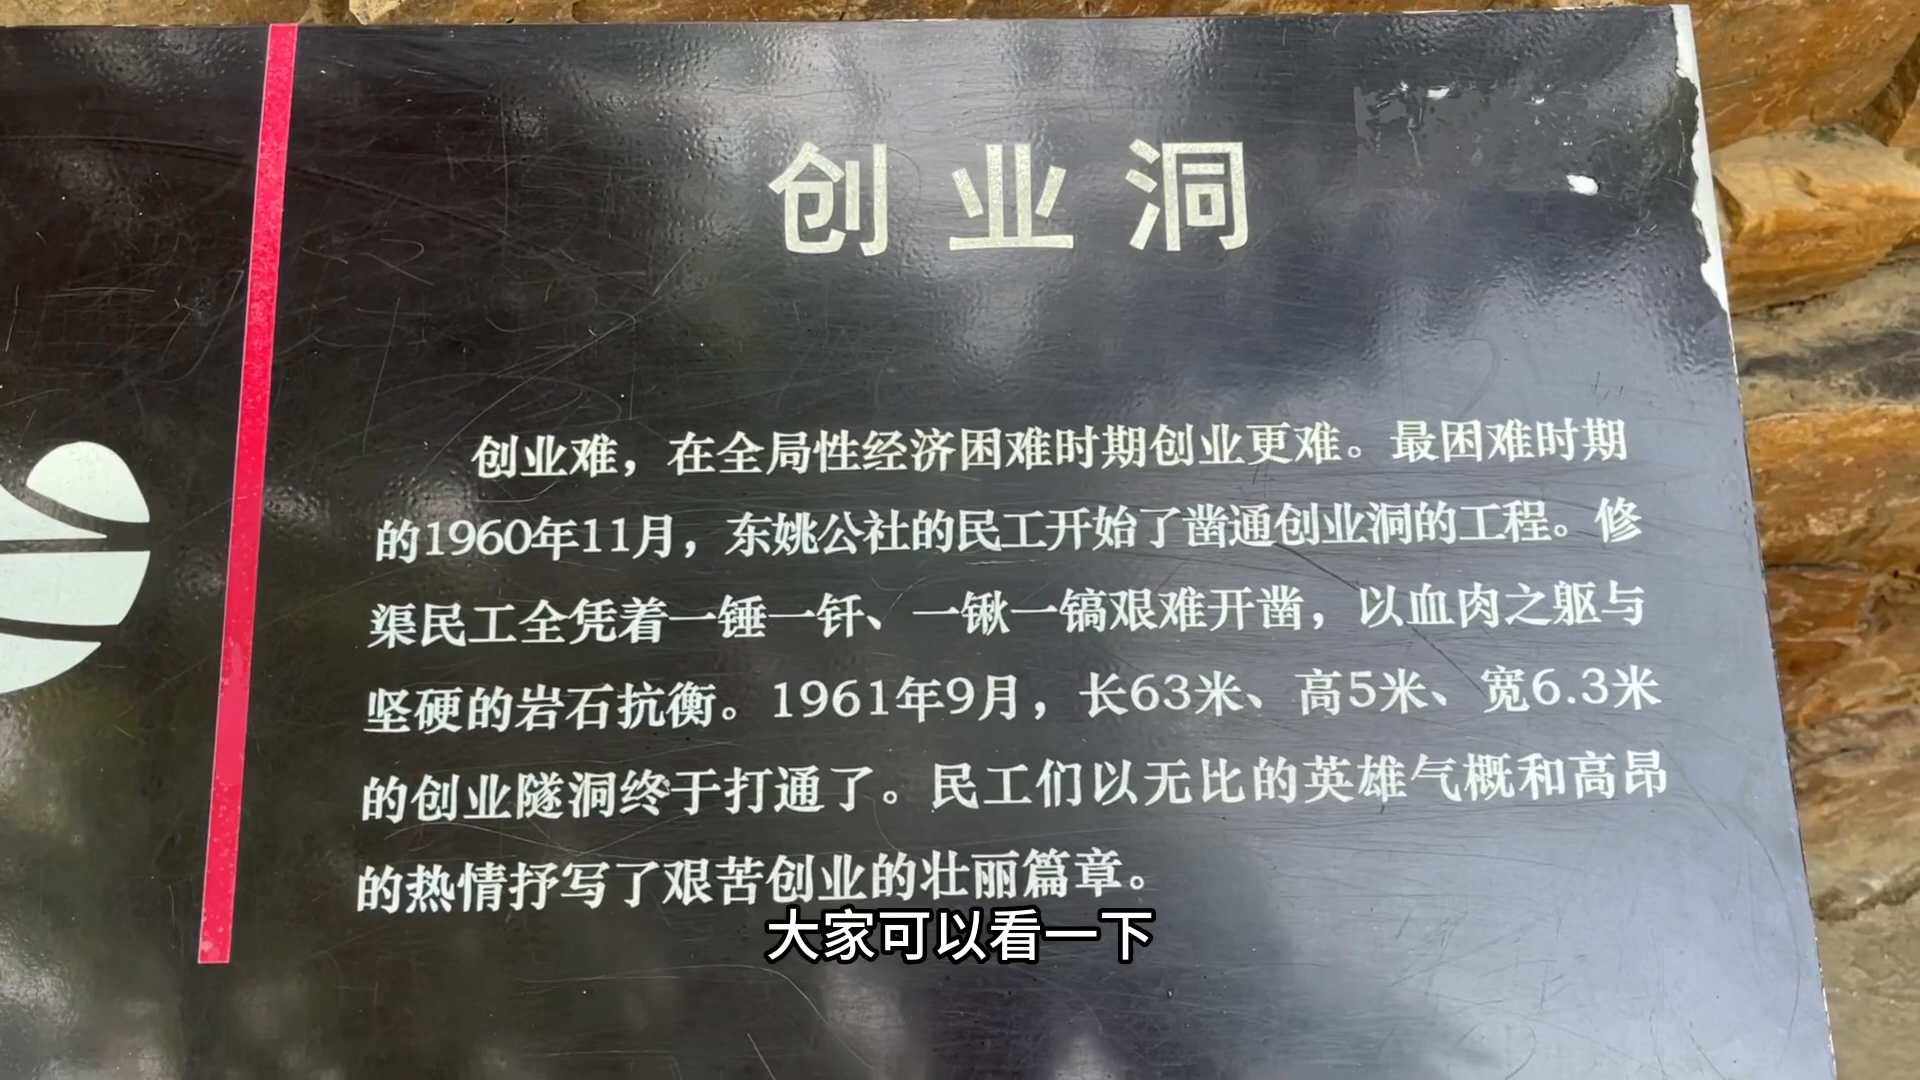 创业洞
创业难，在全局性经济困难时期创业更难。最困难时期
的1960年11月，东姚公社的民工开始了凿通创业洞的工程。修
渠民工全凭着一锤一钎、一锹一镐艰难开凿，以血肉之躯与
坚硬的岩石抗衡。1961年9月，长63米、高5米、宽6.3米
的创业隧洞终于打通了。民工们以无比的英雄气概和高昂
的热情抒写了艰苦创业的壮丽篇章。
大家可以看一下